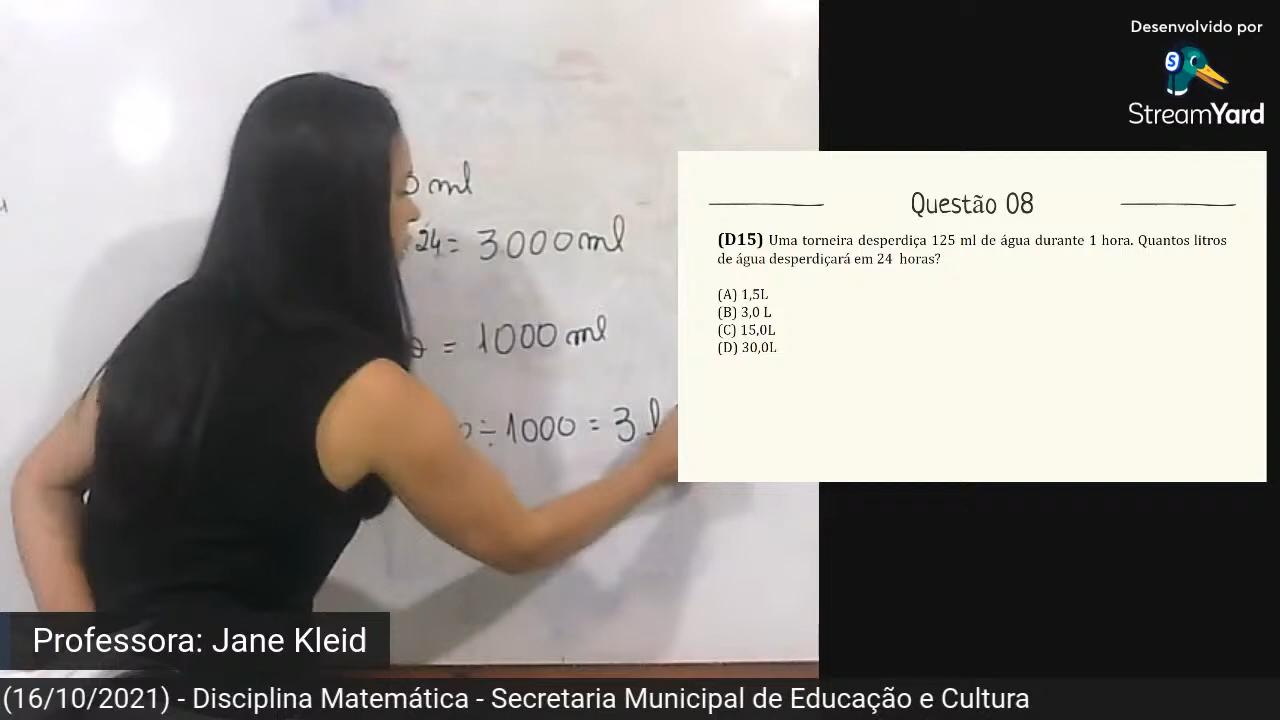 ml
24 = 3000 ml
= 1000 ml
÷ 1000 = 3 l
Desenvolvido por
S
StreamYard
Questão 08
(D15) Uma torneira desperdiça 125 ml de água durante 1 hora. Quantos litros
de água desperdiçará em 24 horas?
(A) 1,5L
(B) 3,0 L
(C) 15,0L
(D) 30,0L
Professora: Jane Kleid
(16/10/2021) - Disciplina Matemática - Secretaria Municipal de Educação e Cultura